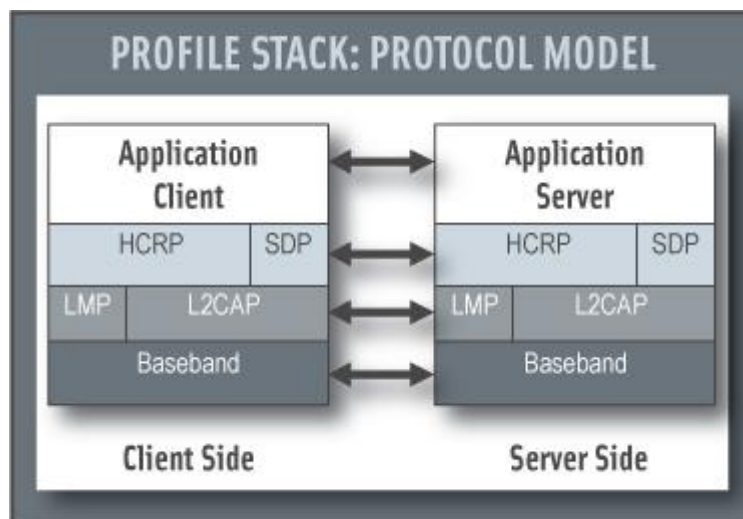 PROFILE STACK: PROTOCOL MODEL
Application
Client
HCRP SDP
LMP L2CAP
Baseband
Client Side
Application
Server
HCRP SDP
LMP L2CAP
Baseband
Server Side